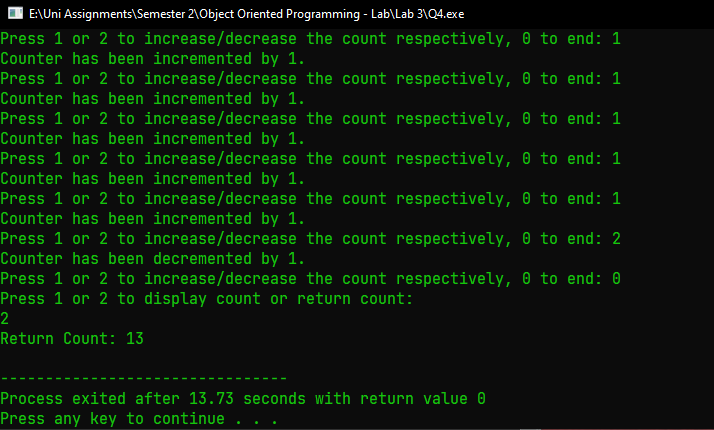 E:\Uni Assignments\Semester 2\Object Oriented Programming - Lab\Lab 3\Q4.exe
Press 1 or 2 to increase/decrease the count respectively, 0 to end: 1
Counter has been incremented by 1.
Press 1 or 2 to increase/decrease the count respectively, 0 to end: 1
Counter has been incremented by 1.
Press 1 or 2 to increase/decrease the count respectively, 0 to end: 1
Counter has been incremented by 1.
Press 1 or 2 to increase/decrease the count respectively, 0 to end: 1
Counter has been incremented by 1.
Press 1 or 2 to increase/decrease the count respectively, 0 to end: 1
Counter has been incremented by 1.
Press 1 or 2 to increase/decrease the count respectively, 0 to end: 2
Counter has been decremented by 1.
Press 1 or 2 to increase/decrease the count respectively, 0 to end: 0
Press 1 or 2 to display count or return count:
2
Return Count: 13
--------------------------------
Process exited after 13.73 seconds with return value 0
Press any key to continue . . .